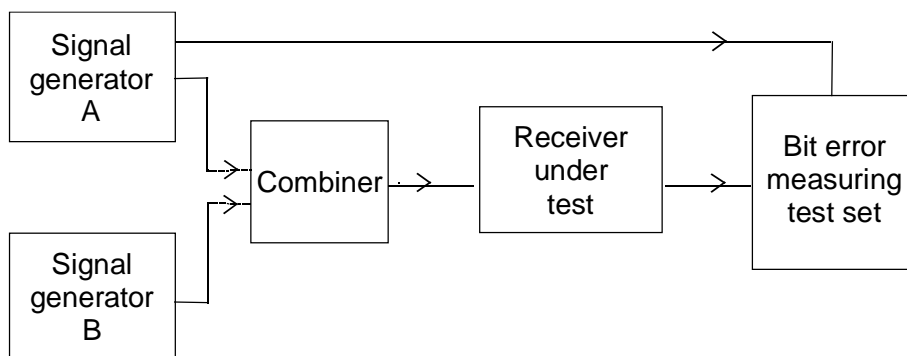 Signal
generator
A
Combiner
Receiver
under
test
Bit error
measuring
test set
Signal
generator
B